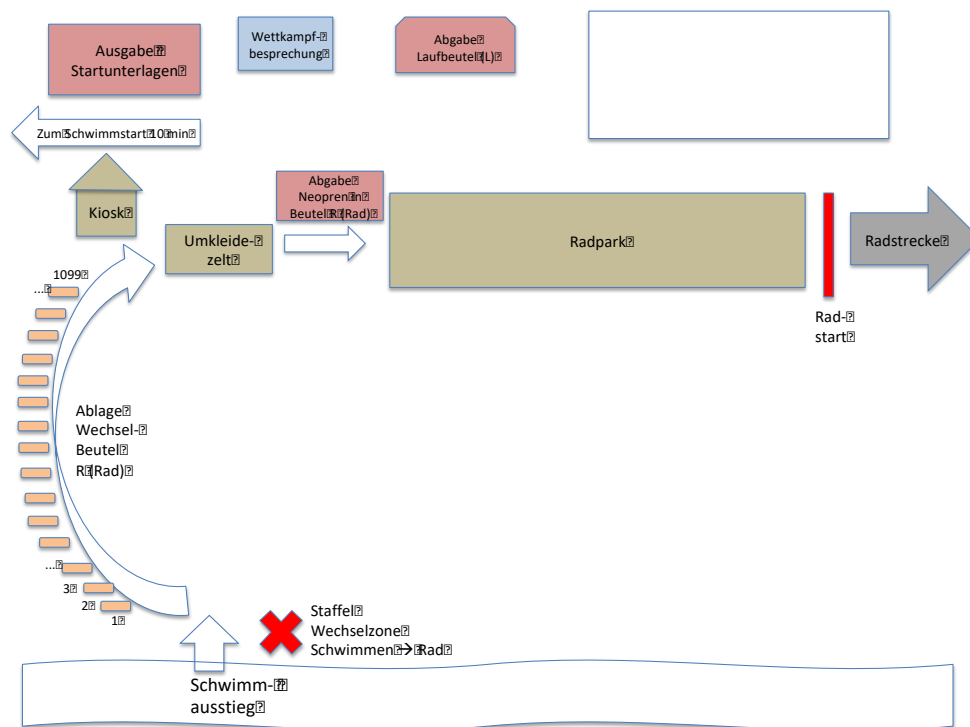 Ausgabe
Startunterlagen
Wettkampf-
besprechung
Abgabe
Laufbeutel (L)
Zum Schwimmstart 10 min
Kiosk
Umkleide-
zelt
Abgabe
Neopren in
Beutel R (Rad)
Radpark
Radstrecke
Rad-
start
1099
...
Ablage
Wechsel-
Beutel
R (Rad)
...
3
2
1
Staffel
Wechselzone
Schwimmen → Rad
Schwimm-
ausstieg